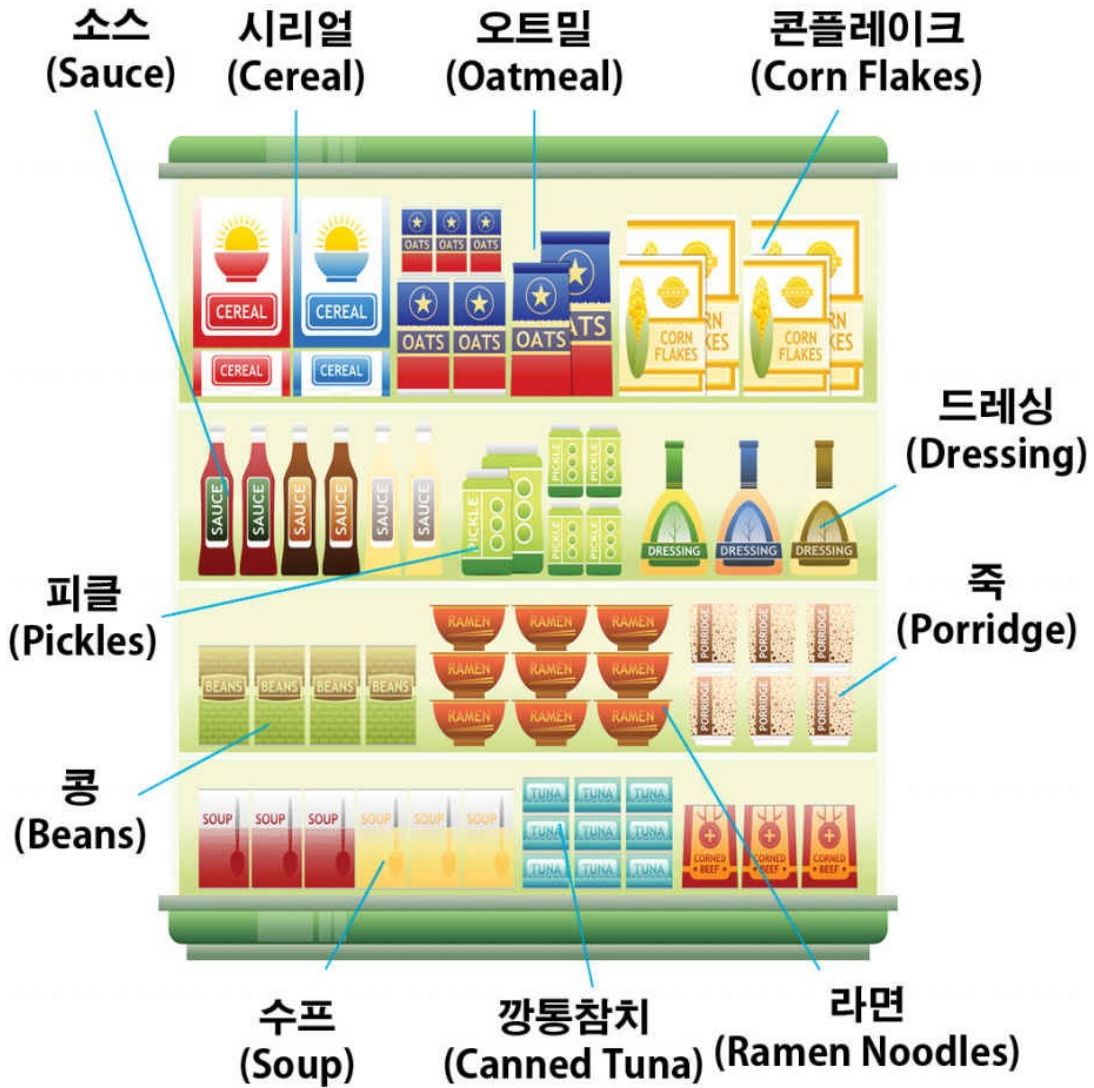 소스
(Sauce)
시리얼
(Cereal)
오트밀
(Oatmeal)
콘플레이크
(Corn Flakes)
CEREAL
CEREAL
CEREAL
CEREAL
OATS
OATS
OATS
OATS
OATS
OATS
ATS
CORN
FLAKES
RN
KES
CORN
FLAKES
RN
KES
드레싱
(Dressing)
SAUCE
SAUCE
SAUCE
SAUCE
SAUCE
SAUCE
PICKLE
PICKLE
PICKLE
PICKLE
PICKLE
DRESSING
DRESSING
DRESSING
피클
(Pickles)
죽
(Porridge)
BEANS
BEANS
BEANS
BEANS
RAMEN
RAMEN
RAMEN
RAMEN
RAMEN
RAMEN
RAMEN
RAMEN
RAMEN
PORRIDGE
PORRIDGE
PORRIDGE
PORRIDGE
PORRIDGE
PORRIDGE
콩
(Beans)
SOUP
SOUP
SOUP
SOUP
SOUP
SOUP
TUNA
TUNA
TUNA
TUNA
TUNA
TUNA
TUNA
TUNA
TUNA
CORNED
BEEF
CORNED
BEEF
CORNED
BEEF
수프
(Soup)
깡통참치
(Canned Tuna)
라면
(Ramen Noodles)